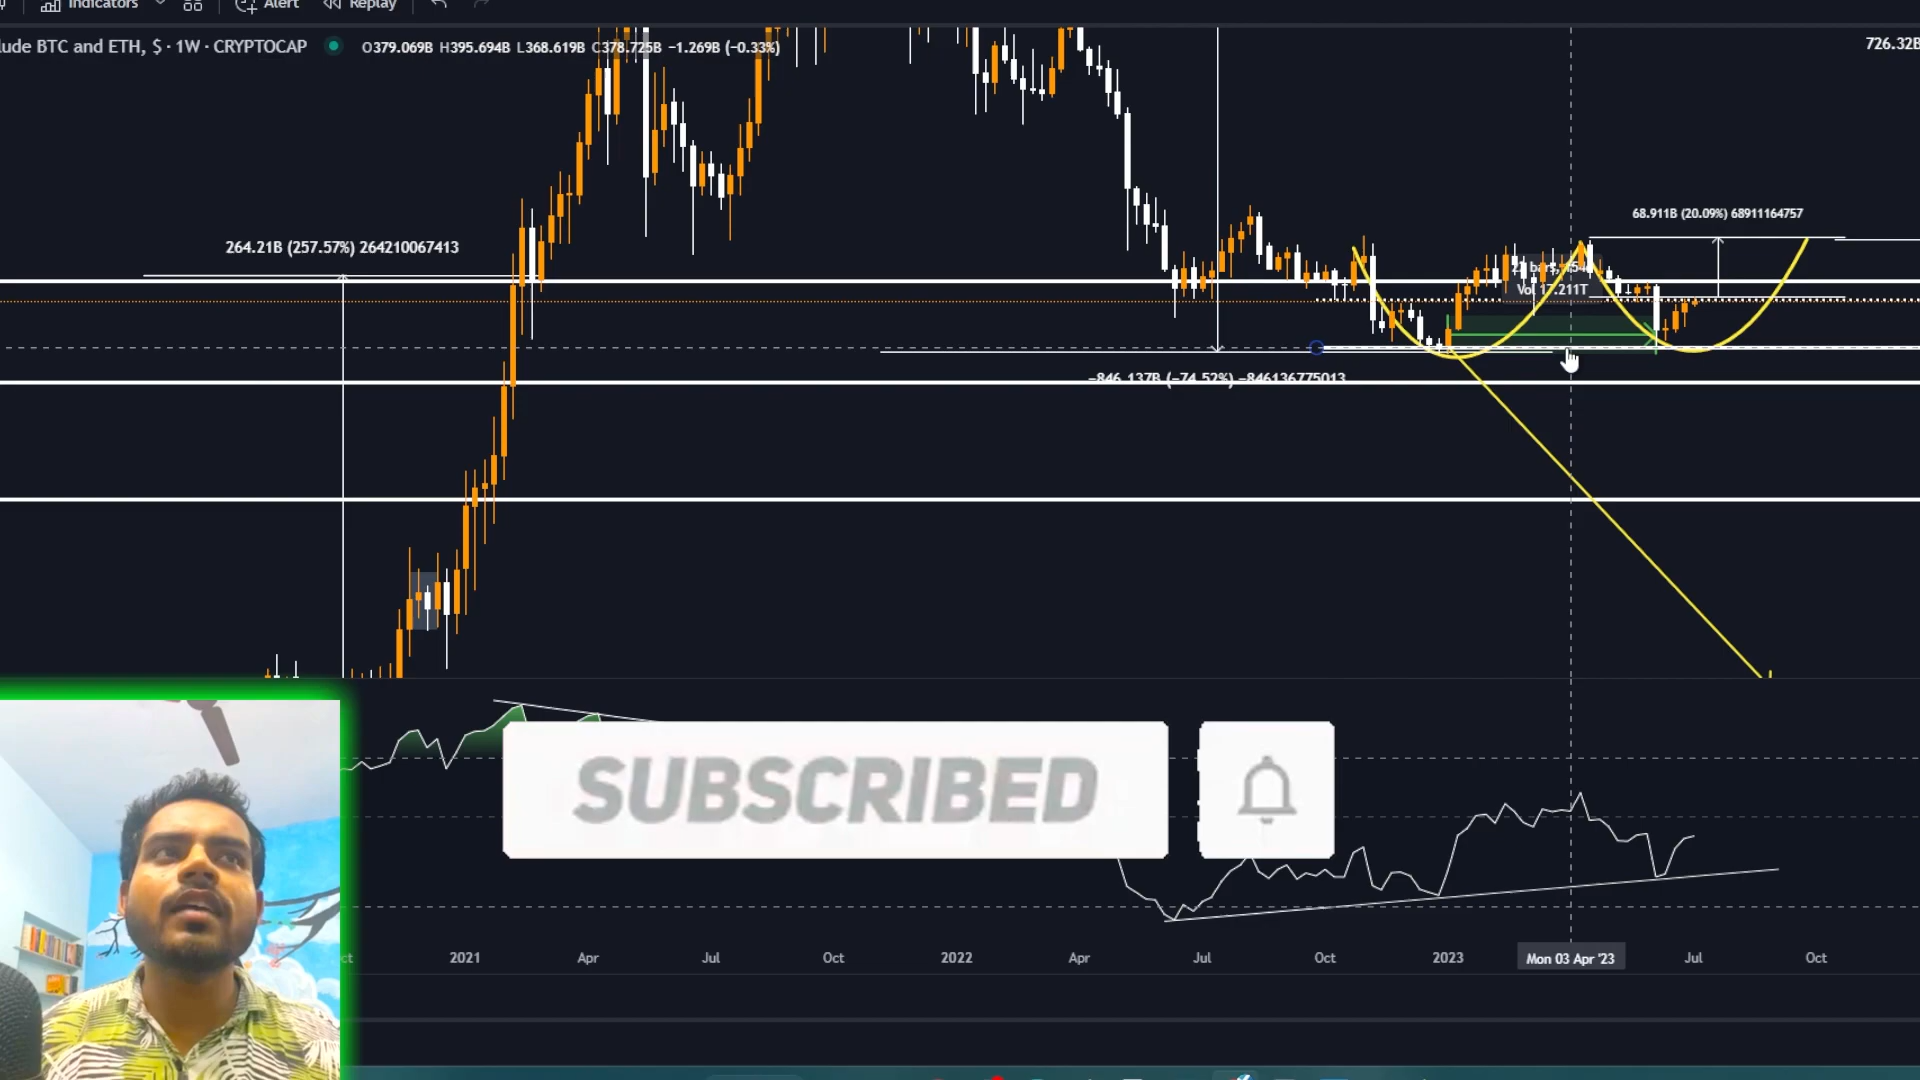 Indicators Alert Replay
lude BTC and ETH, $ · 1W · CRYPTOCAP O379.069B H395.694B L368.619B C378.725B −1.269B (−0.33%)
726.32B
68.911B (20.09%) 68911164757
264.21B (257.57%) 264210067413
Vol 17.211T
−846.137B (−74.52%) −846136775013
SUBSCRIBED
2021 Apr Jul Oct 2022 Apr Jul Oct 2023 Mon 03 Apr '23 Jul Oct